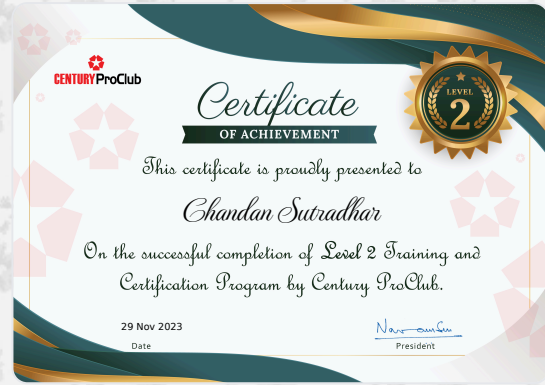 CENTURY ProClub
Certificate
OF ACHIEVEMENT
LEVEL
2
This certificate is proudly presented to
Chandan Sutradhar
On the successful completion of Level 2 Training and
Certification Program by Century ProClub.
29 Nov 2023
Date
President